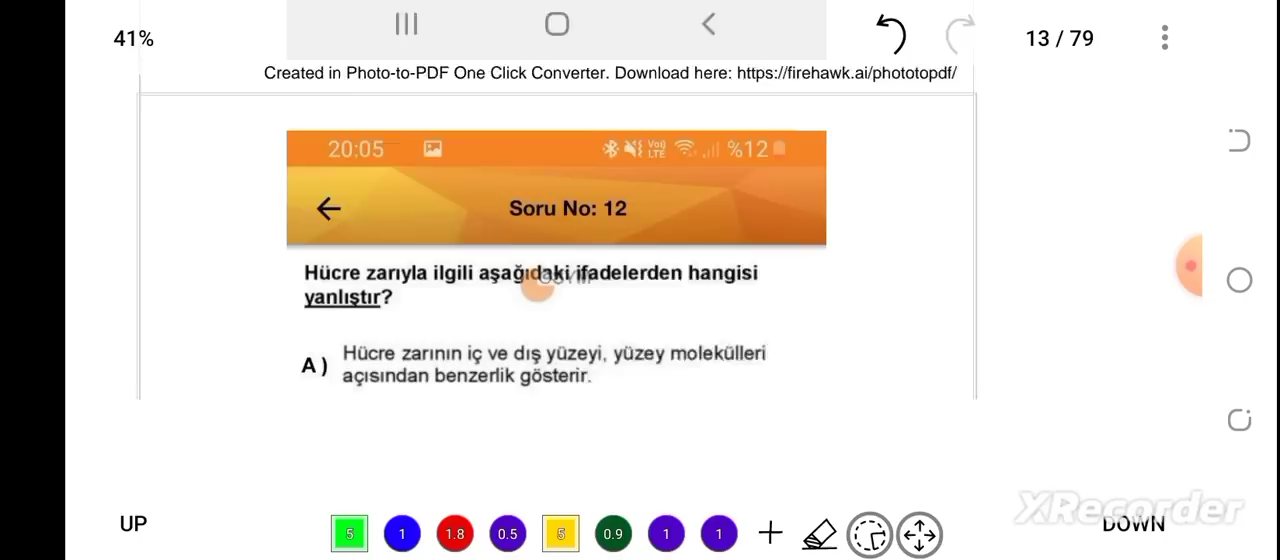 41%
13 / 79
Created in Photo-to-PDF One Click Converter. Download here: https://firehawk.ai/phototopdf/
20:05 Vo)) LTE %12
Soru No: 12
Hücre zarıyla ilgili aşağıdaki ifadelerden hangisi
yanlıştır?
A) Hücre zarının iç ve dış yüzeyi, yüzey molekülleri
açısından benzerlik gösterir.
UP 5 1 1.8 0.5 5 0.9 1 1 DOWN
XRecorder